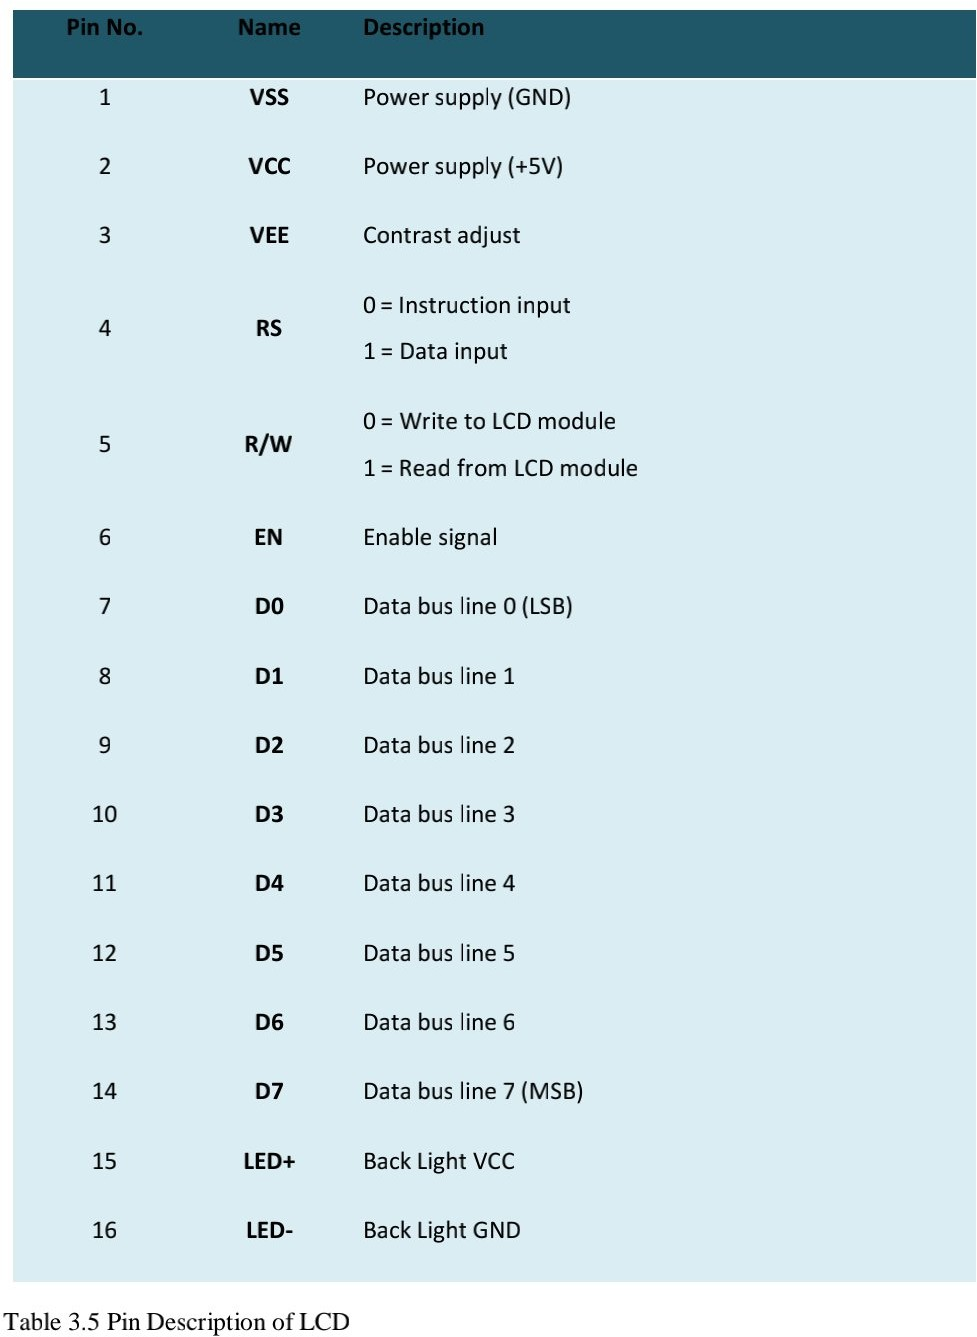 Pin No. Name Description
1 VSS Power supply (GND)
2 VCC Power supply (+5V)
3 VEE Contrast adjust
4 RS 0 = Instruction input
1 = Data input
5 R/W 0 = Write to LCD module
1 = Read from LCD module
6 EN Enable signal
7 D0 Data bus line 0 (LSB)
8 D1 Data bus line 1
9 D2 Data bus line 2
10 D3 Data bus line 3
11 D4 Data bus line 4
12 D5 Data bus line 5
13 D6 Data bus line 6
14 D7 Data bus line 7 (MSB)
15 LED+ Back Light VCC
16 LED- Back Light GND
Table 3.5 Pin Description of LCD